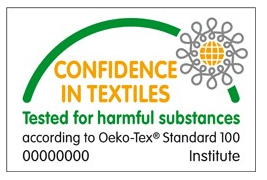 CONFIDENCE
IN TEXTILES
Tested for harmful substances
according to Oeko-Tex® Standard 100
00000000 Institute